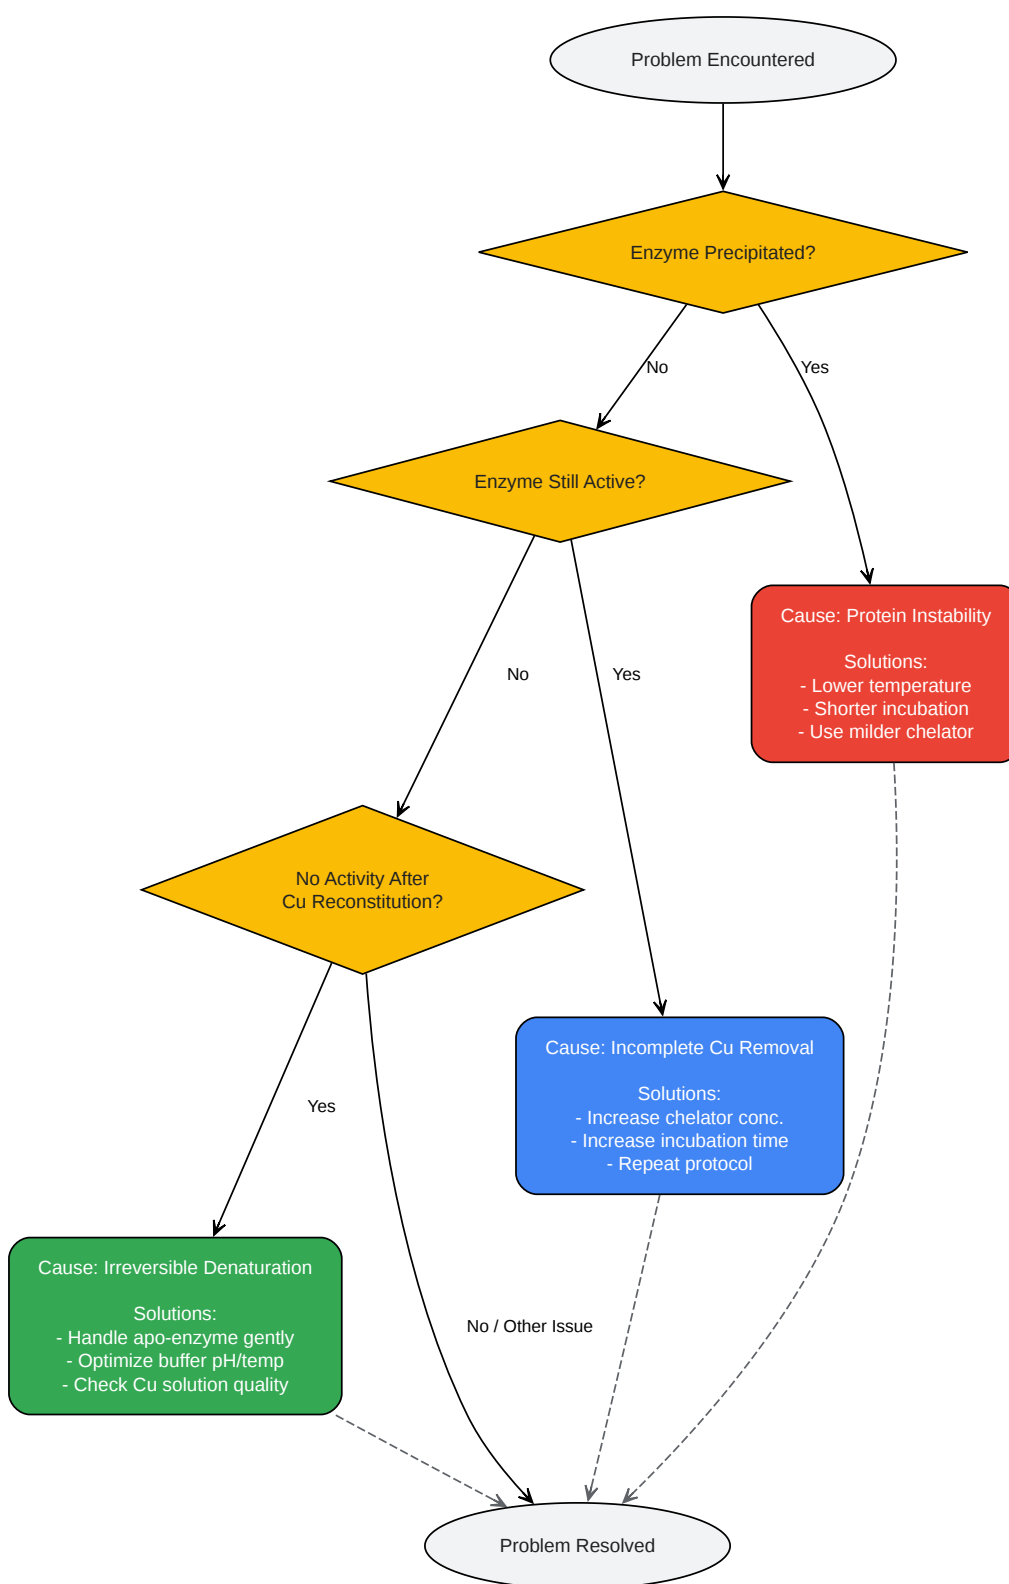 Problem Encountered
Enzyme Precipitated?
No
Yes
Enzyme Still Active?
Cause: Protein Instability
Solutions:
- Lower temperature
- Shorter incubation
- Use milder chelator
No
Yes
No Activity After
Cu Reconstitution?
Cause: Incomplete Cu Removal
Solutions:
- Increase chelator conc.
- Increase incubation time
- Repeat protocol
Yes
Cause: Irreversible Denaturation
Solutions:
- Handle apo-enzyme gently
- Optimize buffer pH/temp
- Check Cu solution quality
No / Other Issue
Problem Resolved